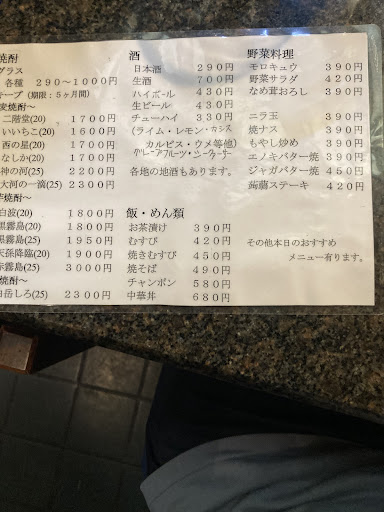 焼酎
グラス
各種 290～1000円
キープ(期限:5ヶ月間)
麦焼酎～
二階堂(20) 1700円
いいちこ(20) 1600円
西の星(20) 1700円
なしか(20) 1700円
神の河(25) 2200円
大河の一滴(25) 2300円
芋焼酎～
白波(20) 1800円
黒霧島(20) 1800円
黒霧島(25) 1950円
天孫降臨(20) 1900円
赤霧島(25) 3000円
焼酎～
白岳しろ(25) 2300円
酒
日本酒 290円
生酒 700円
ハイボール 430円
生ビール 430円
チューハイ 330円
(ライム・レモン・カシス
カルピス・ウメ等他)
グレープフルーツ・シークァーサー
各地の地酒もあります。
飯・めん類
お茶漬け 390円
むすび 420円
焼きむすび 450円
焼そば 490円
チャンポン 580円
中華丼 680円
野菜料理
モロキュウ 390円
野菜サラダ 420円
なめ茸おろし 390円
ニラ玉 390円
焼ナス 390円
もやし炒め 390円
エノキバター焼 390円
ジャガバター焼 450円
蒟蒻ステーキ 420円
その他本日のおすすめ
メニュー有ります。